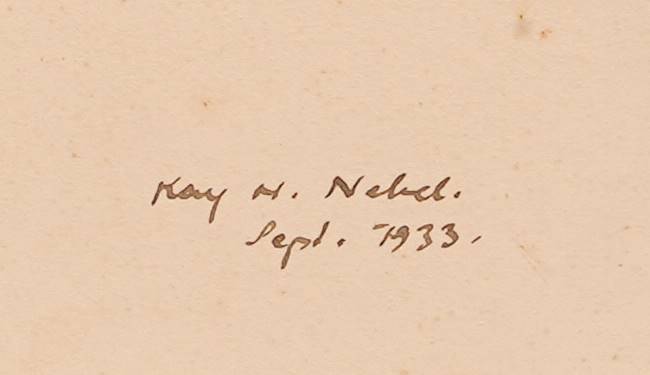 Kay H. Nebel.
Sept. 1933.